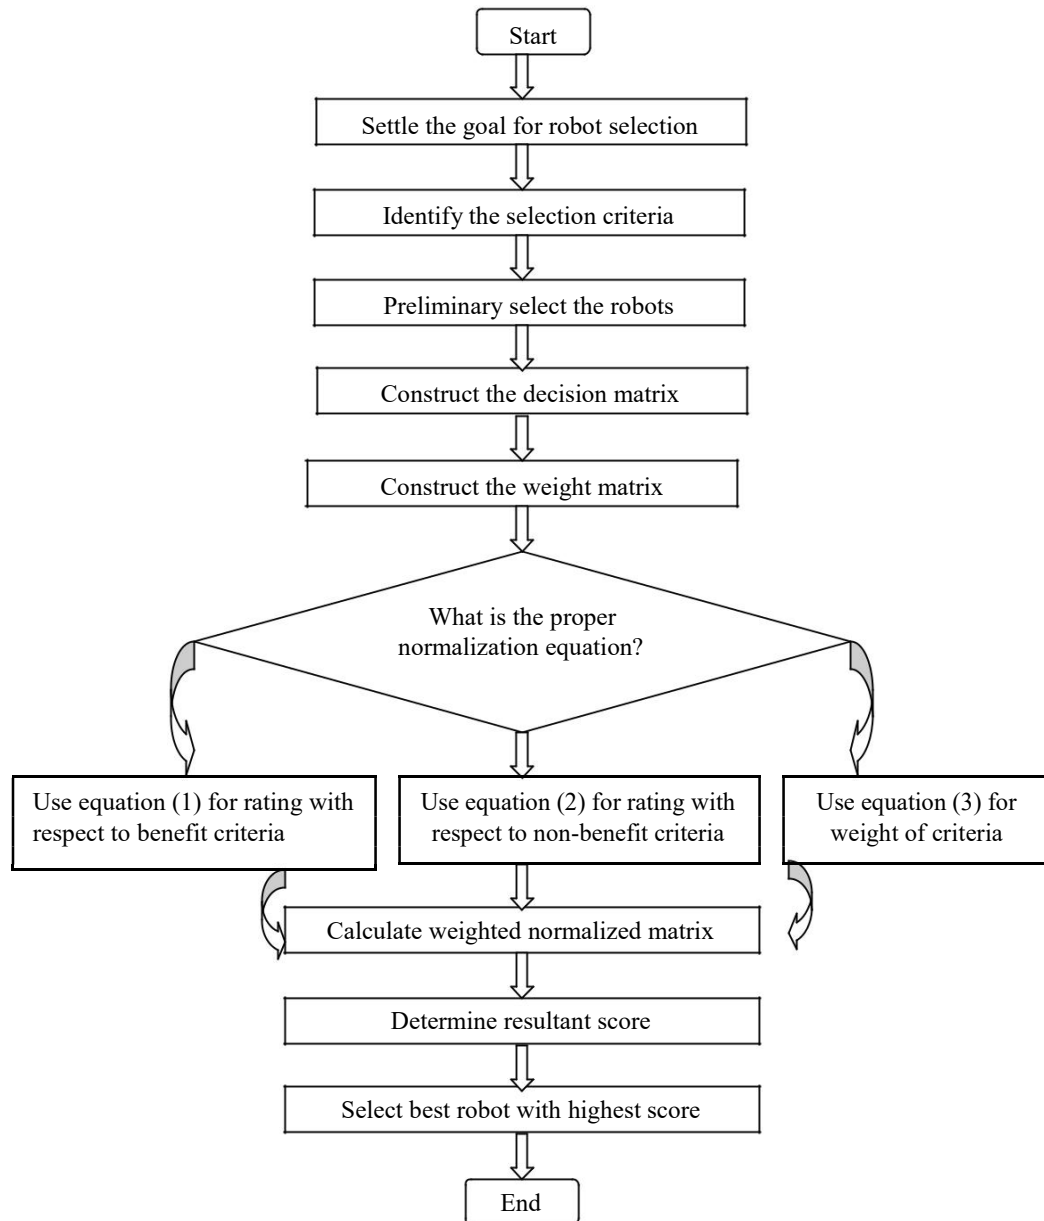 Start
Settle the goal for robot selection
Identify the selection criteria
Preliminary select the robots
Construct the decision matrix
Construct the weight matrix
What is the proper
normalization equation?
Use equation (1) for rating with
respect to benefit criteria
Use equation (2) for rating with
respect to non-benefit criteria
Use equation (3) for
weight of criteria
Calculate weighted normalized matrix
Determine resultant score
Select best robot with highest score
End